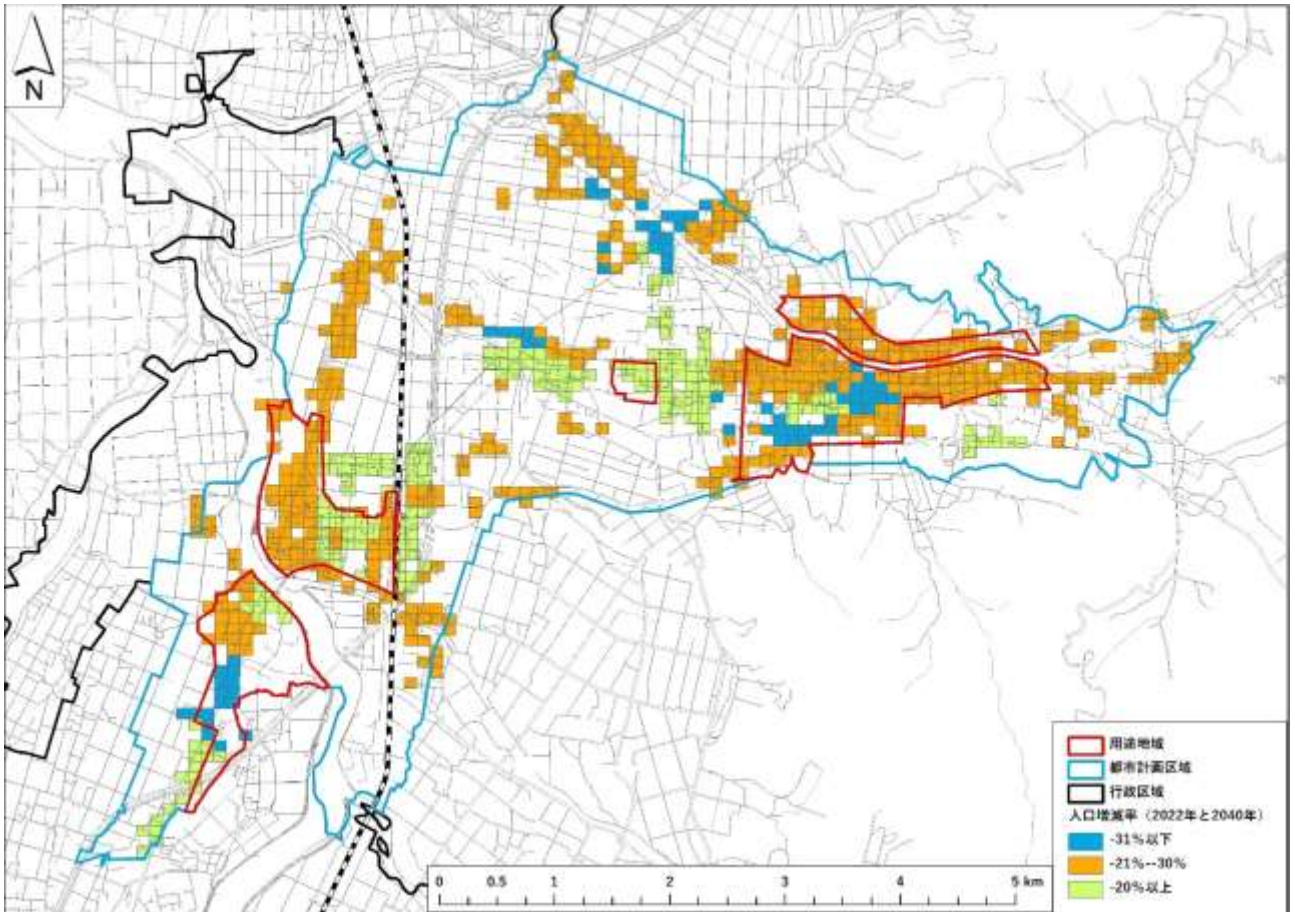 N
用途地域
都市計画区域
行政区域
人口増減率（2022年と2040年）
-31%以下
-21%--30%
-20%以上
0 0.5 1 2 3 4 5 km